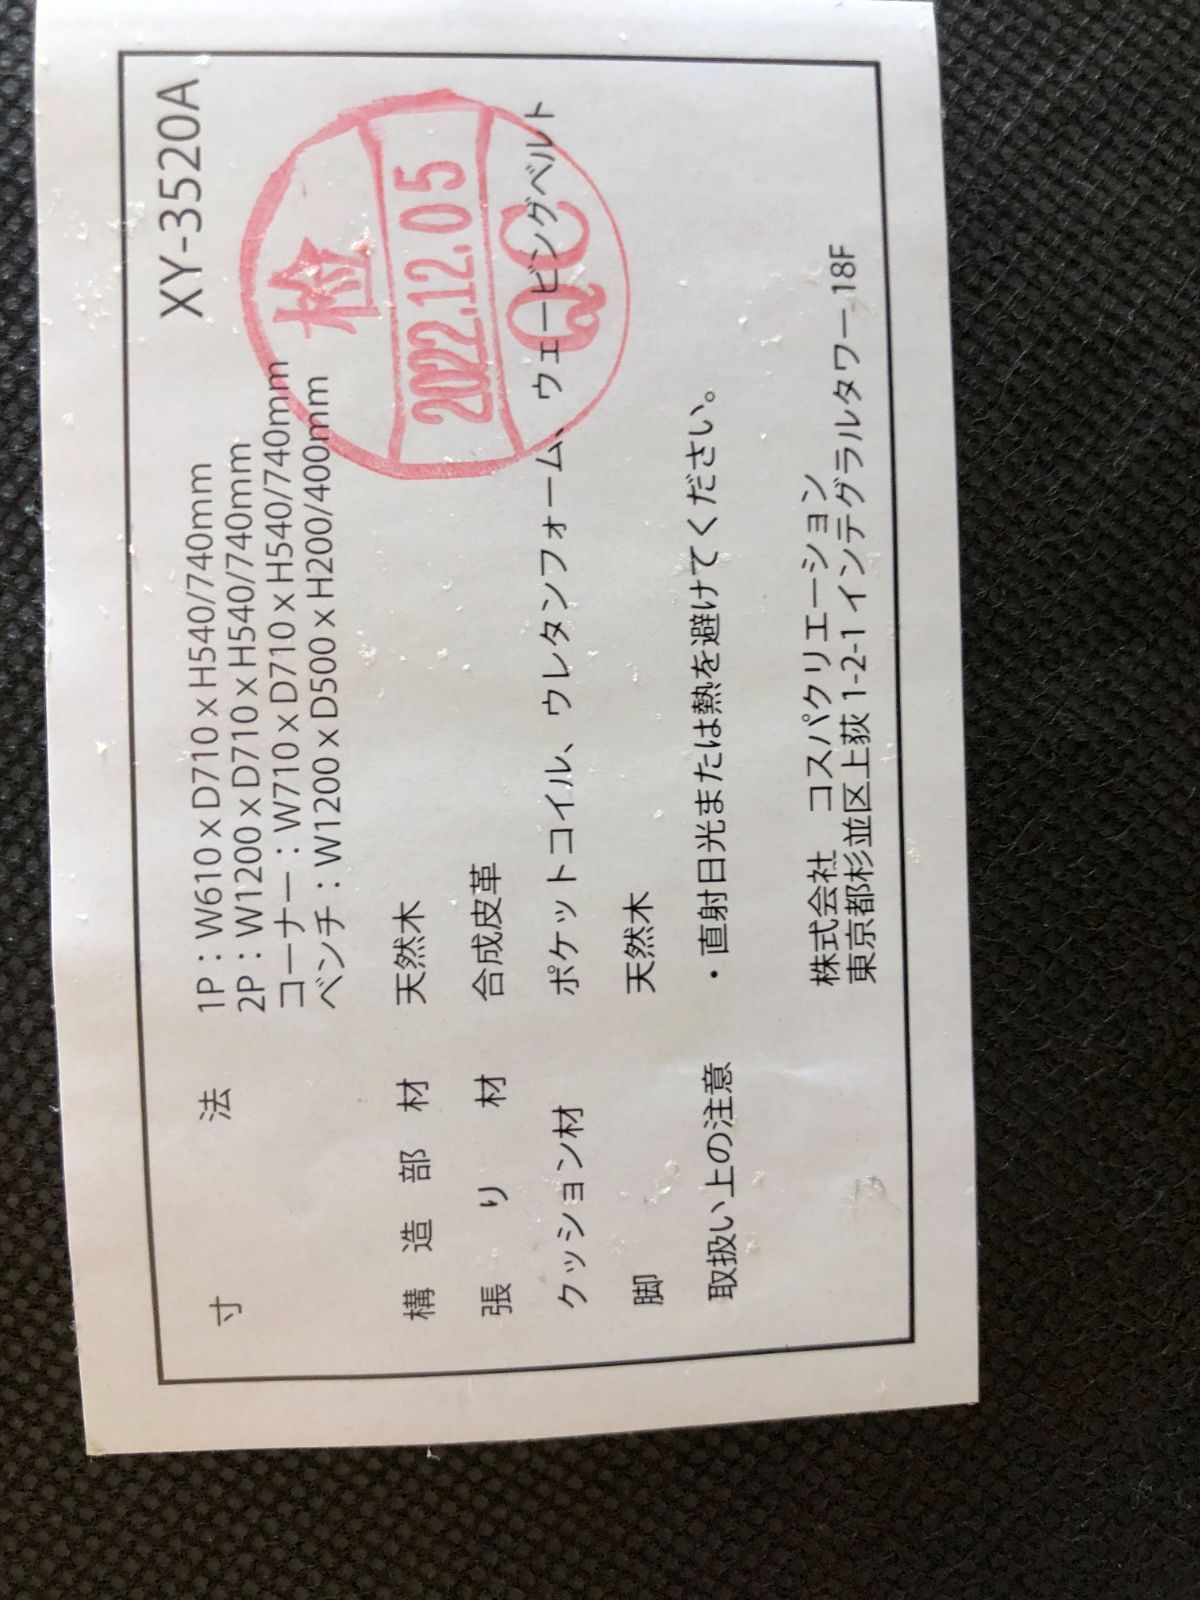 XY-3520A
寸法 1P：W610 x D710 x H540/740mm
2P：W1200 x D710 x H540/740mm
コーナー：W710 x D710 x H540/740mm
ベンチ：W1200 x D500 x H200/400mm
構造部材 天然木
張り材 合成皮革
クッション材 ポケットコイル、ウレタンフォーム、ウェービングベルト
脚 天然木
取扱い上の注意 ・直射日光または熱を避けてください。
株式会社 コスパクリエーション
東京都杉並区上荻 1-2-1 インテグラルタワー 18F
検
2022.12.05
QC